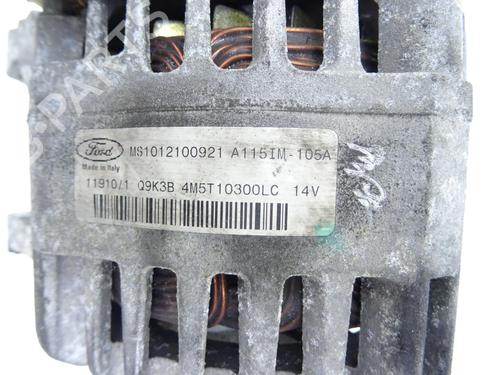 Ford
MS1012100921 A115IM-105A
Made in Italy
11910/1 Q9K3B 4M5T10300LC 14V